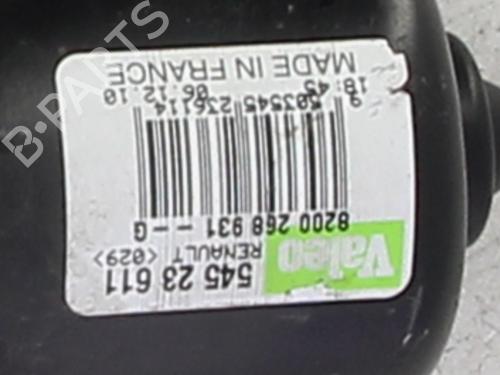 Valeo
545 23 611
RENAULT <029>
8200 268 931 --G
9 503545 236114
18:45 06.12.10
MADE IN FRANCE
B-PARTS